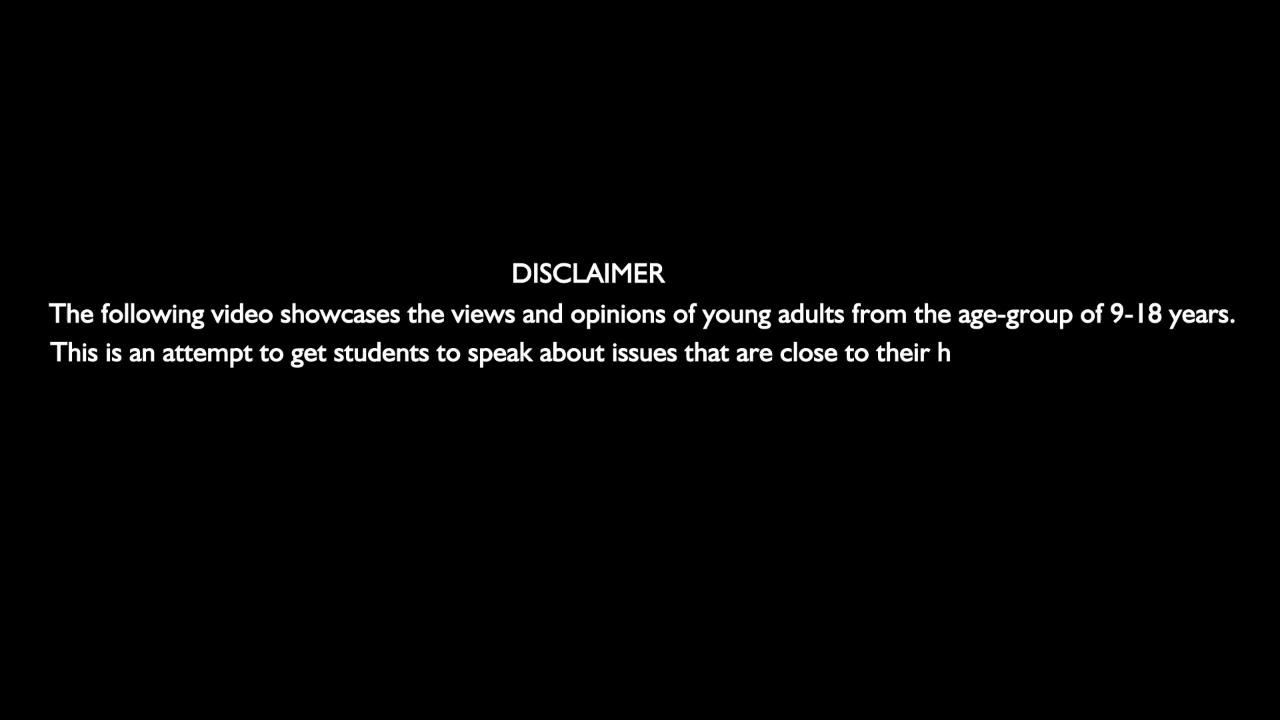 DISCLAIMER
The following video showcases the views and opinions of young adults from the age-group of 9-18 years.
This is an attempt to get students to speak about issues that are close to their h